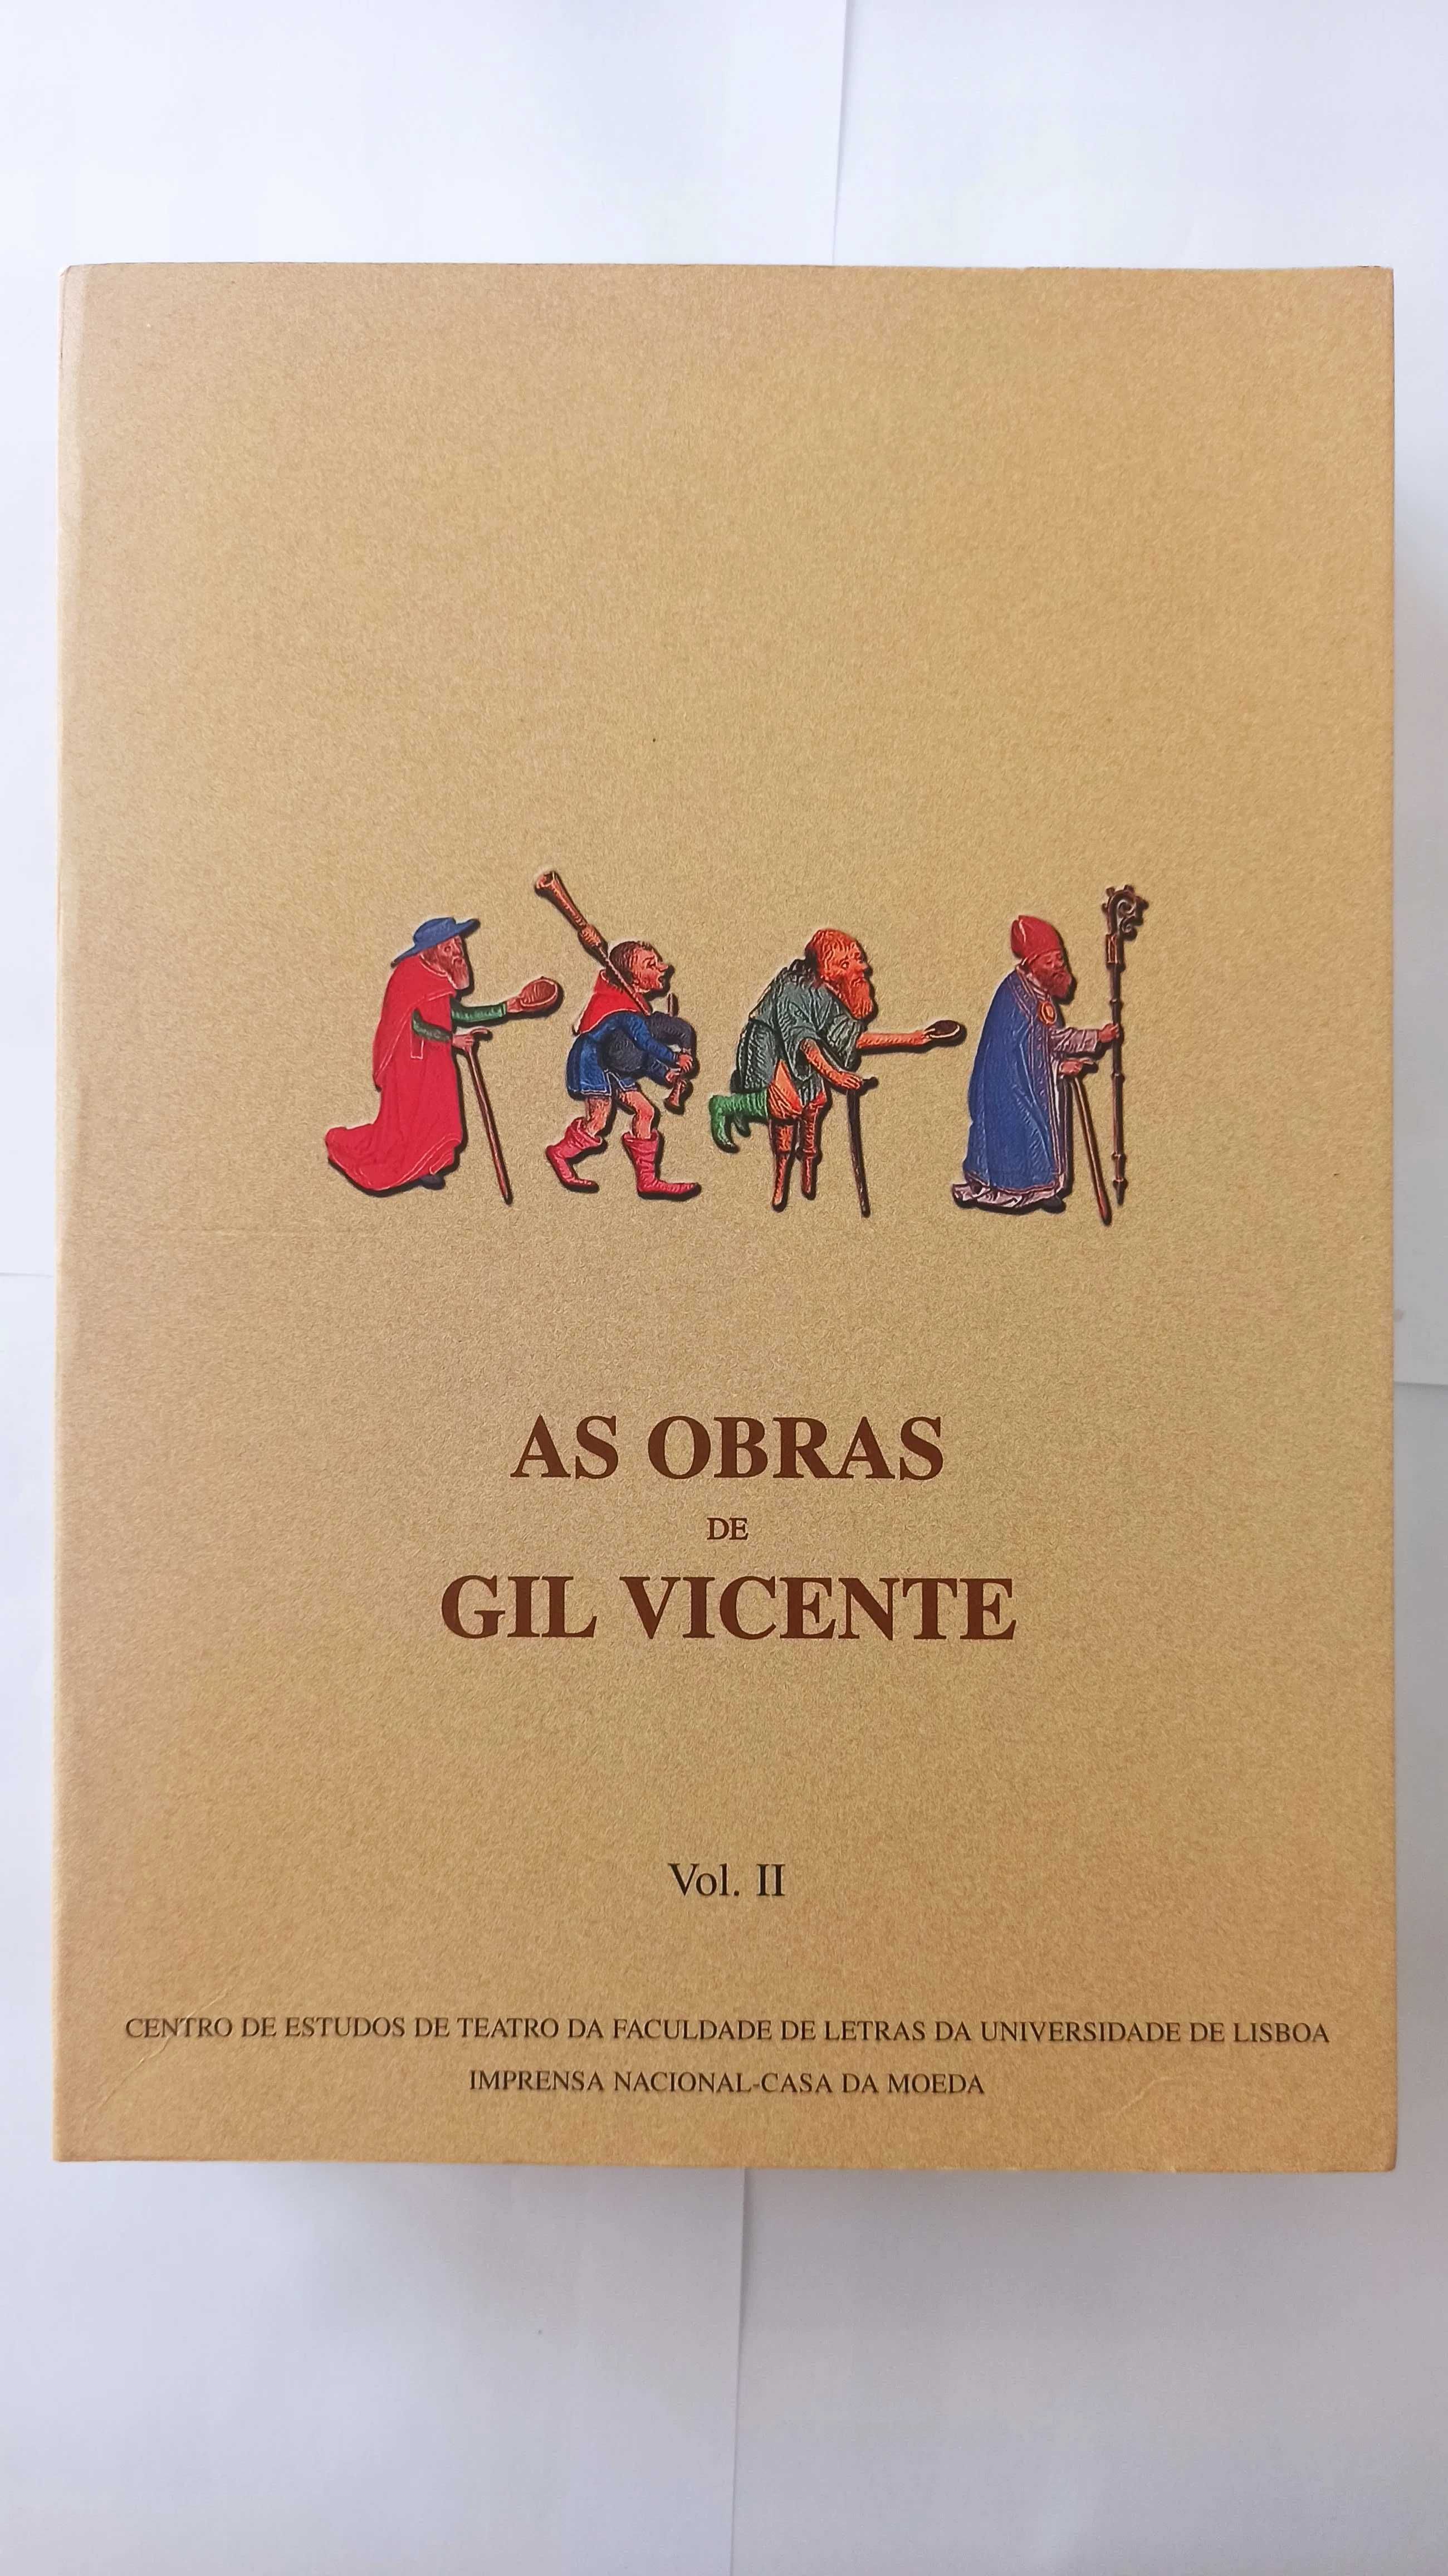 AS OBRAS
DE
GIL VICENTE
Vol. II
CENTRO DE ESTUDOS DE TEATRO DA FACULDADE DE LETRAS DA UNIVERSIDADE DE LISBOA
IMPRENSA NACIONAL-CASA DA MOEDA